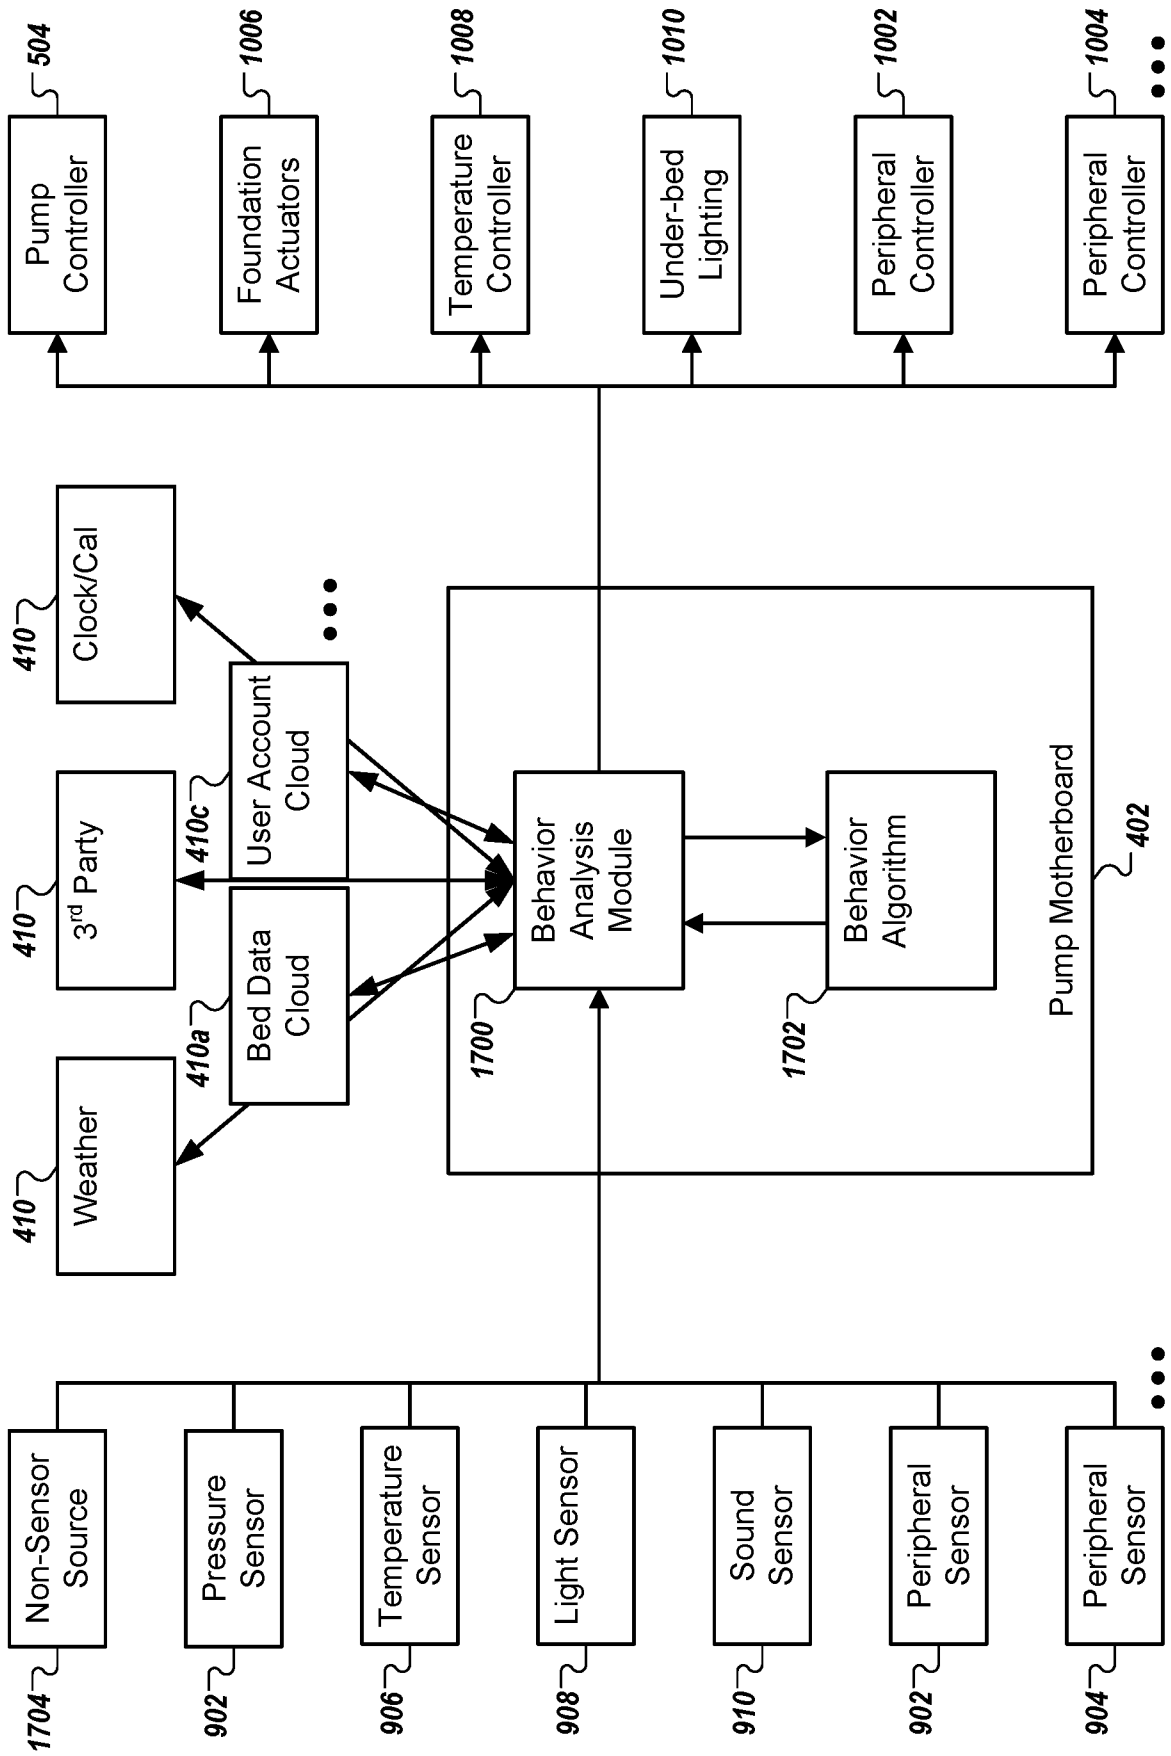 1704
Non-Sensor
Source
902
Pressure
Sensor
906
Temperature
Sensor
908
Light Sensor
910
Sound
Sensor
902
Peripheral
Sensor
904
Peripheral
Sensor
410
Weather
410
3rd Party
410
Clock/Cal
410a
Bed Data
Cloud
410c
User Account
Cloud
1700
Behavior
Analysis
Module
1702
Behavior
Algorithm
Pump Motherboard
402
Pump
Controller
504
Foundation
Actuators
1006
Temperature
Controller
1008
Under-bed
Lighting
1010
Peripheral
Controller
1002
Peripheral
Controller
1004